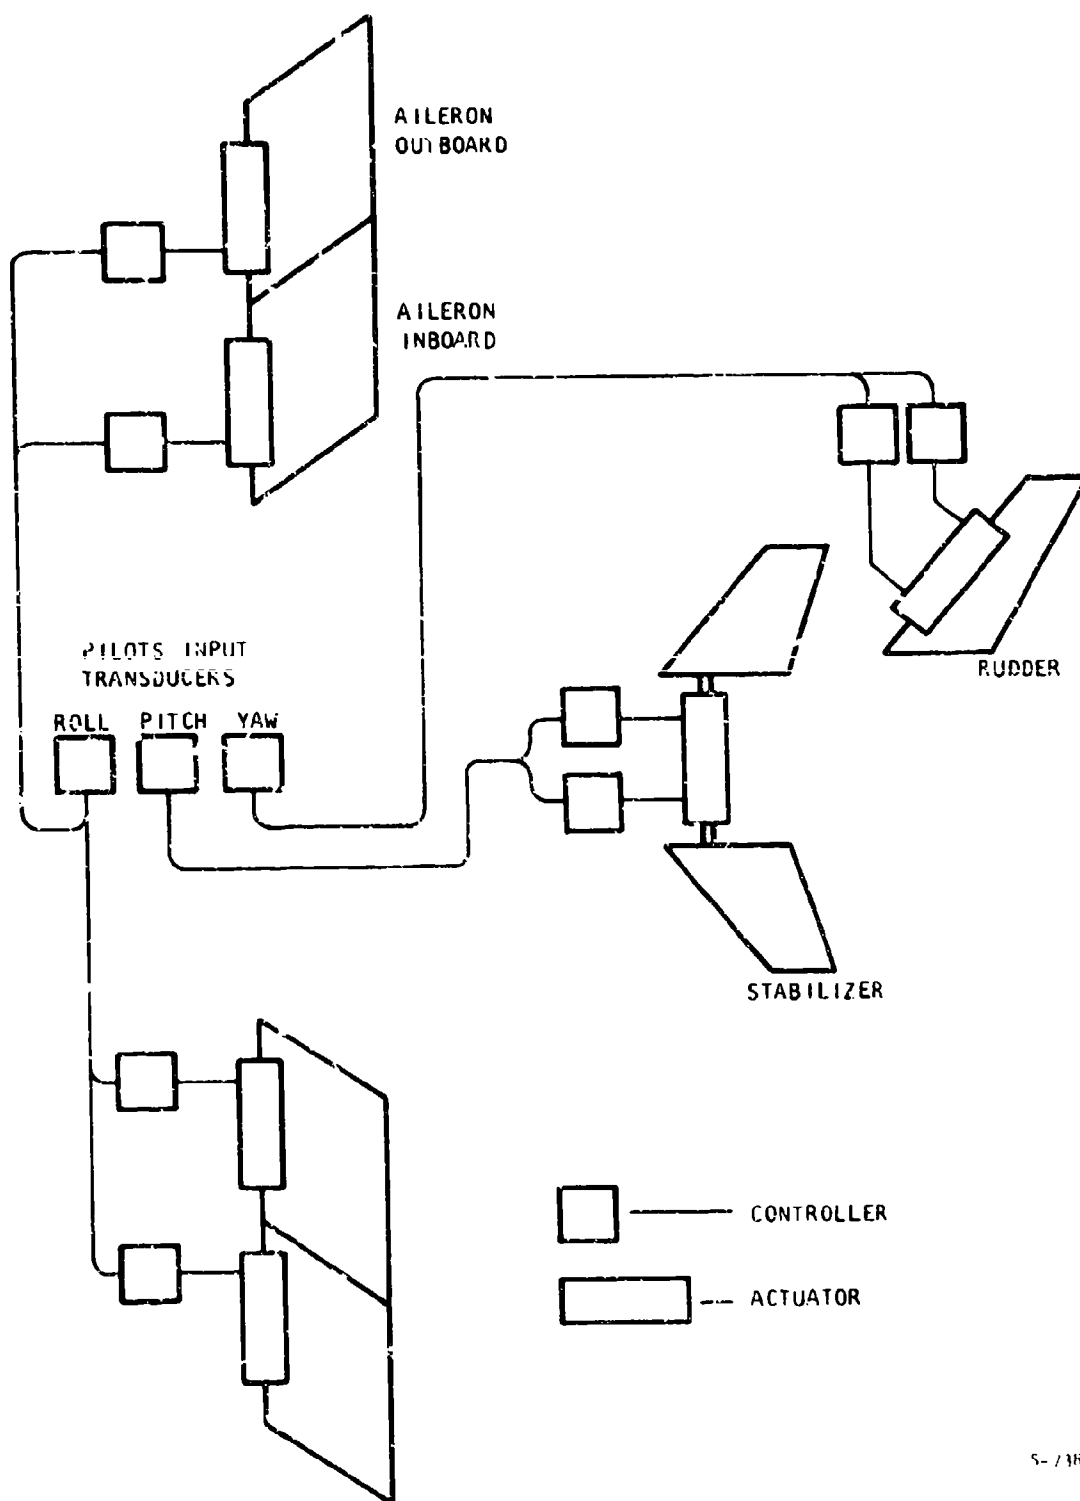 AILERON
OUTBOARD
AILERON
INBOARD
PILOTS INPUT
TRANSDUCERS
ROLL PITCH YAW
RUDDER
STABILIZER
CONTROLLER
ACTUATOR